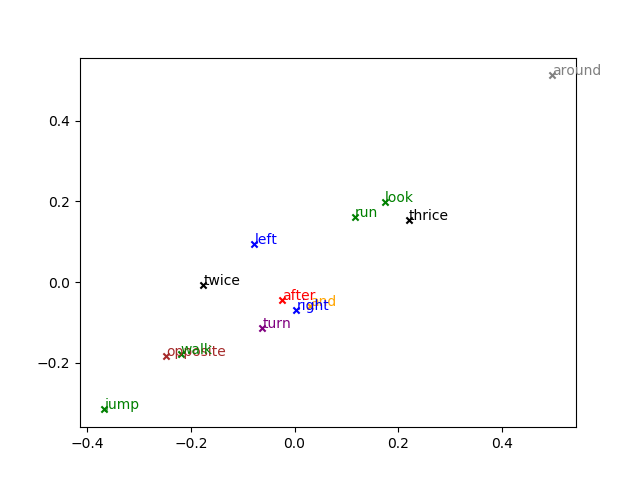 around
0.4
look
0.2
run
thrice
left
twice
0.0
after
and
right
turn
walk
opposite
−0.2
jump
−0.4
−0.2
0.0
0.2
0.4